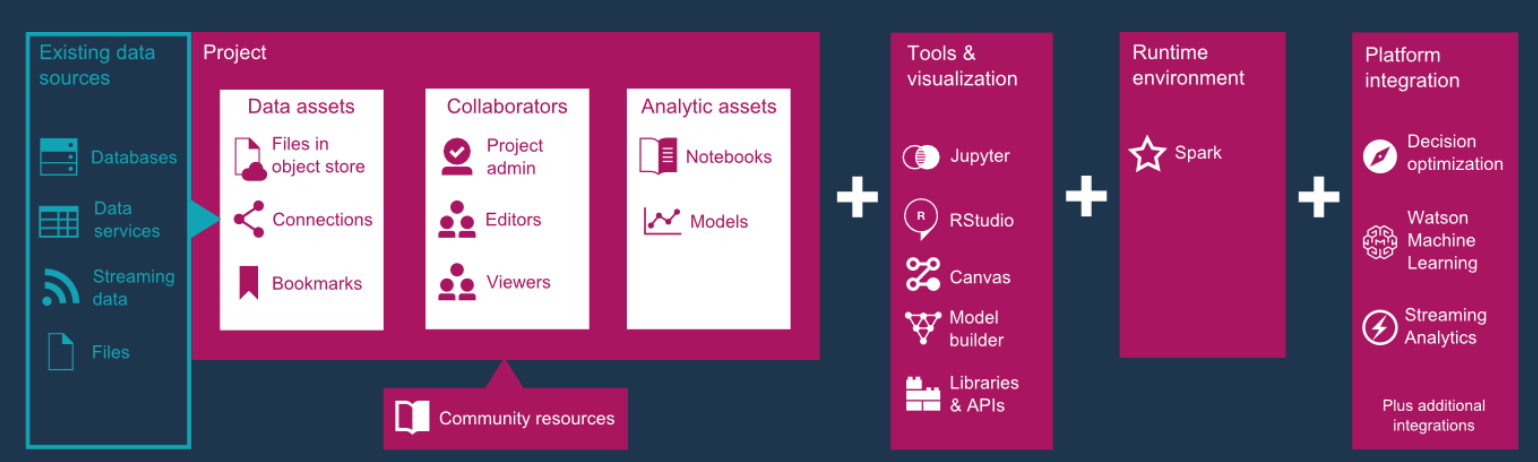 Existing data
sources
Databases
Data
services
Streaming
data
Files
Project
Data assets
Files in
object store
Connections
Bookmarks
Collaborators
Project
admin
Editors
Viewers
Analytic assets
Notebooks
Models
Community resources
Tools &
visualization
Jupyter
R
RStudio
Canvas
Model
builder
Libraries
& APIs
Runtime
environment
Spark
Platform
integration
Decision
optimization
Watson
Machine
Learning
Streaming
Analytics
Plus additional
integrations